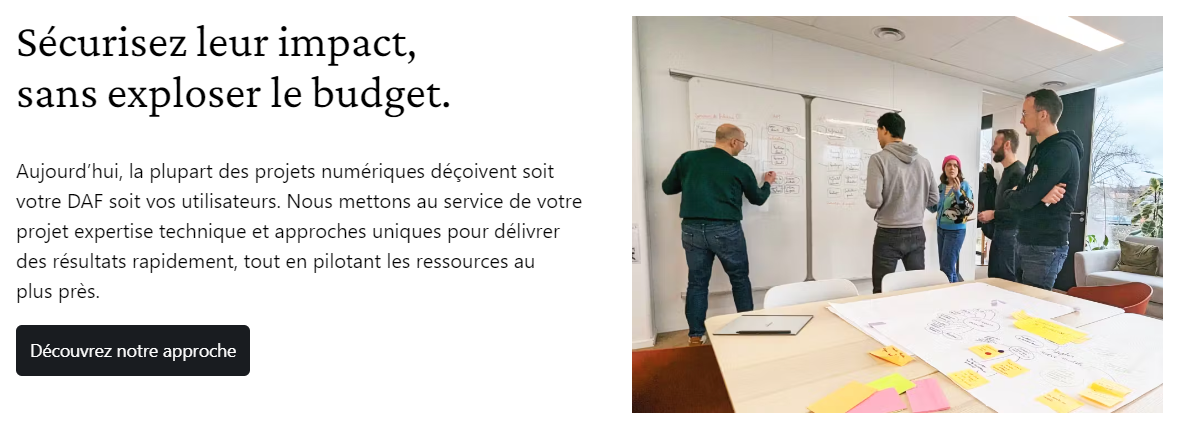 Sécurisez leur impact,
sans exploser le budget.
Aujourd’hui, la plupart des projets numériques déçoivent soit
votre DAF soit vos utilisateurs. Nous mettons au service de votre
projet expertise technique et approches uniques pour délivrer
des résultats rapidement, tout en pilotant les ressources au
plus près.
Découvrez notre approche